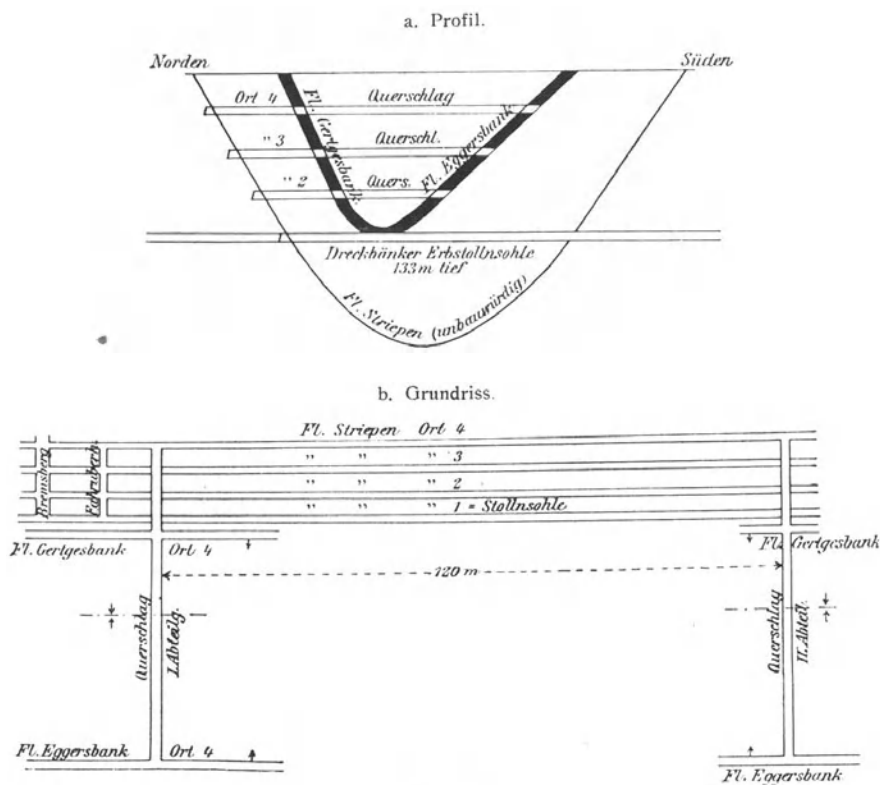 a. Profil.
Norden
Süden
Ort 4
Querschlag
" 3
Querschl.
" 2
Quers.
Fl. Gertgesbank.
Fl. Eggersbank.
Dreckbänker Erbstollnsohle
133 m tief
Fl. Striepen (unbauwürdig)
b. Grundriss.
Fl. Striepen Ort 4
" " " 3
" " " 2
" " " 1 = Stollnsohle
Bremsberg
Fahrüberh.
Fl. Gertgesbank Ort 4
Fl. Gertgesbank
120 m
Querschlag
I. Abteilg.
Querschlag
II. Abteil.
Fl. Eggersbank Ort 4
Fl. Eggersbank